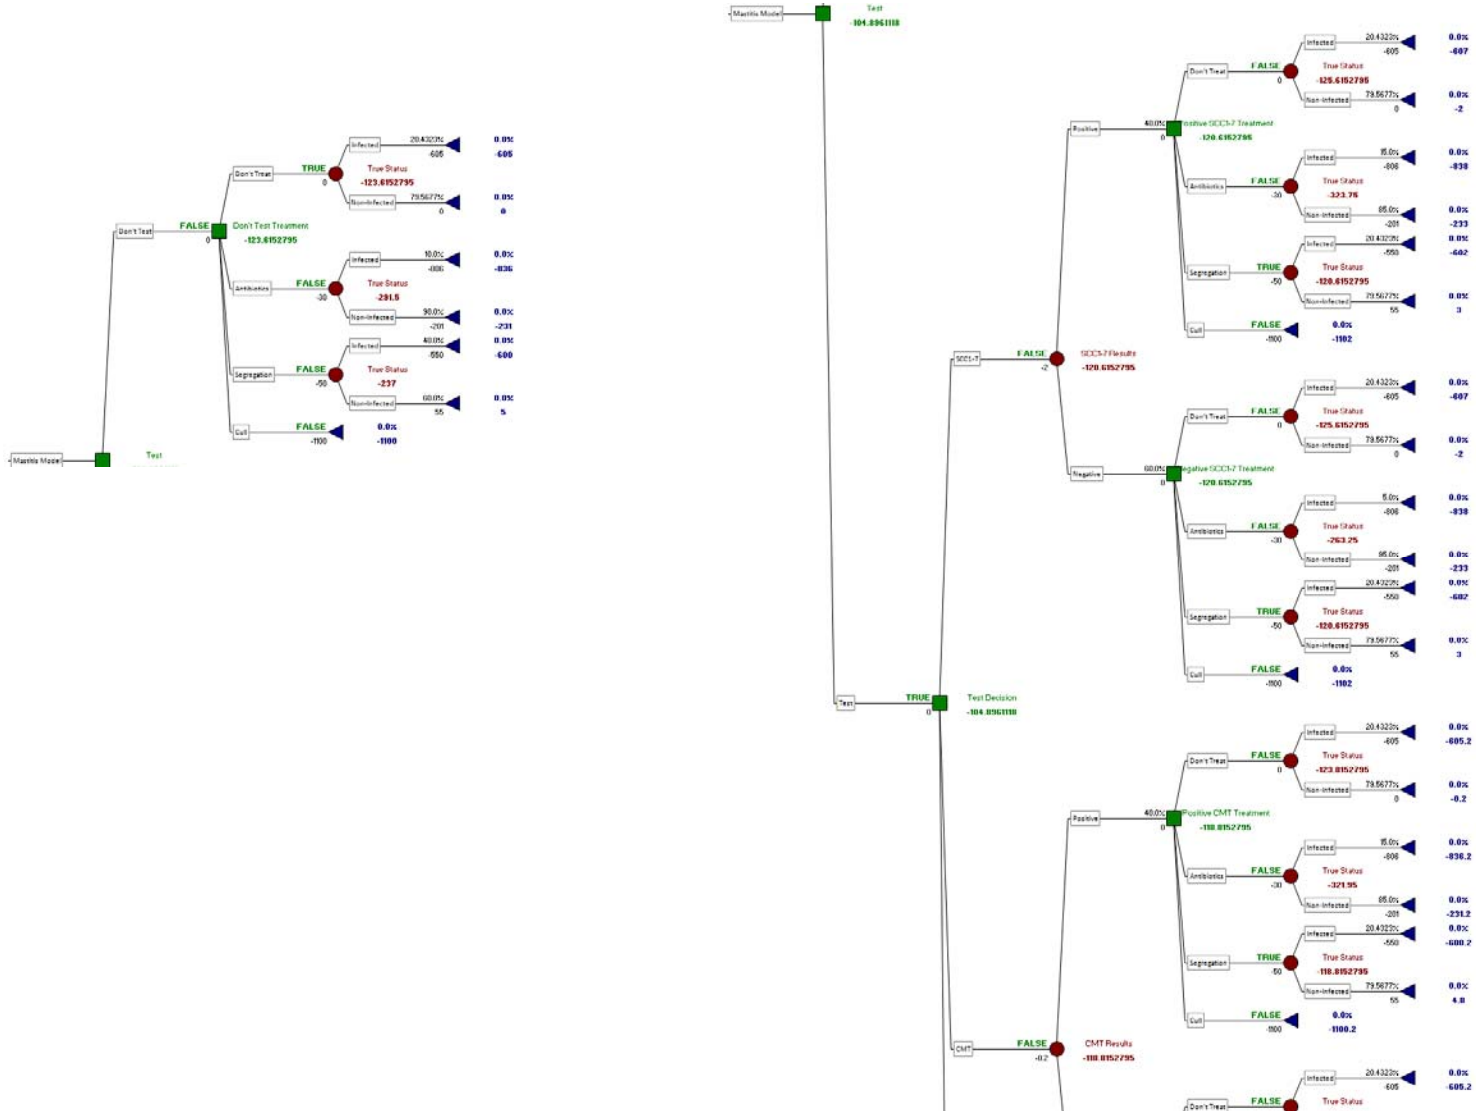 Mastitis Model
Test
-104.8961118
Infected
20.4323%
-605
0.0%
-607
Don't Treat
FALSE
0
True Status
-125.6152795
Non-Infected
79.5677%
0
0.0%
-2
Positive
40.0%
0
Positive SCC1-7 Treatment
-120.6152795
Infected
15.0%
-806
0.0%
-838
Antibiotics
FALSE
-30
True Status
-323.76
Non-Infected
85.0%
-201
0.0%
-233
Infected
20.4323%
-550
0.0%
-602
Segregation
TRUE
-50
True Status
-120.6152795
Non-Infected
79.5677%
55
0.0%
3
Cull
FALSE
-1100
0.0%
-1102
SCC1-7
FALSE
-2
SCC1-7 Results
-120.6152795
Infected
20.4323%
-605
0.0%
-607
Don't Treat
FALSE
0
True Status
-125.6152795
Non-Infected
79.5677%
0
0.0%
-2
Negative
60.0%
0
egative SCC1-7 Treatment
-120.6152795
Infected
5.0%
-806
0.0%
-838
Antibiotics
FALSE
-30
True Status
-263.25
Non-Infected
95.0%
-201
0.0%
-233
Infected
20.4323%
-550
0.0%
-602
Segregation
TRUE
-50
True Status
-120.6152795
Non-Infected
79.5677%
55
0.0%
3
Cull
FALSE
-1100
0.0%
-1102
Test
TRUE
0
Test Decision
-104.8961118
Infected
20.4323%
-605
0.0%
-605.2
Don't Treat
FALSE
0
True Status
-123.8152795
Non-Infected
79.5677%
0
0.0%
-0.2
Positive
40.0%
0
Positive CMT Treatment
-118.8152795
Infected
15.0%
-806
0.0%
-836.2
Antibiotics
FALSE
-30
True Status
-321.95
Non-Infected
85.0%
-201
0.0%
-231.2
Infected
20.4323%
-550
0.0%
-600.2
Segregation
TRUE
-50
True Status
-118.8152795
Non-Infected
79.5677%
55
0.0%
4.8
Cull
FALSE
-1100
0.0%
-1100.2
CMT
FALSE
-0.2
CMT Results
-118.8152795
Infected
20.4323%
-605
0.0%
-605.2
Don't Treat
FALSE
True Status
Infected
20.4323%
-605
0.0%
-605
Don't Treat
TRUE
0
True Status
-123.6152795
Non-Infected
79.5677%
0
0.0%
0
Don't Test
FALSE
0
Don't Test Treatment
-123.6152795
Infected
10.0%
-806
0.0%
-836
Antibiotics
FALSE
-30
True Status
-291.5
Non-Infected
90.0%
-201
0.0%
-231
Infected
40.0%
-550
0.0%
-600
Segregation
FALSE
-50
True Status
-237
Non-Infected
60.0%
55
0.0%
5
Cull
FALSE
-1100
0.0%
-1100
Mastitis Model
Test